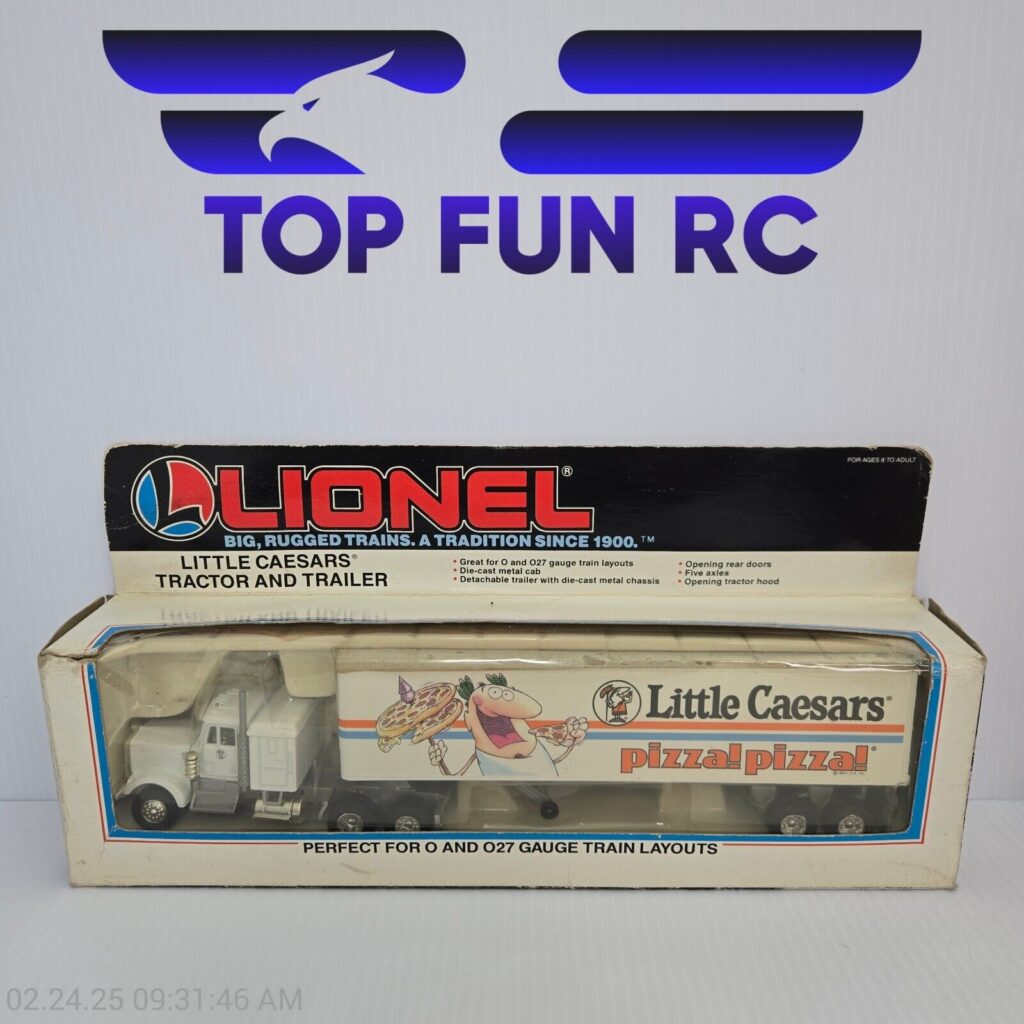 TOP FUN RC
LIONEL®
BIG, RUGGED TRAINS. A TRADITION SINCE 1900.™
FOR AGES 8 TO ADULT
LITTLE CAESARS®
TRACTOR AND TRAILER
• Great for O and O27 gauge train layouts
• Die-cast metal cab
• Detachable trailer with die-cast metal chassis
• Opening rear doors
• Five axles
• Opening tractor hood
Little Caesars®
pizza! pizza!®
PERFECT FOR O AND O27 GAUGE TRAIN LAYOUTS
02.24.25 09:31:46 AM